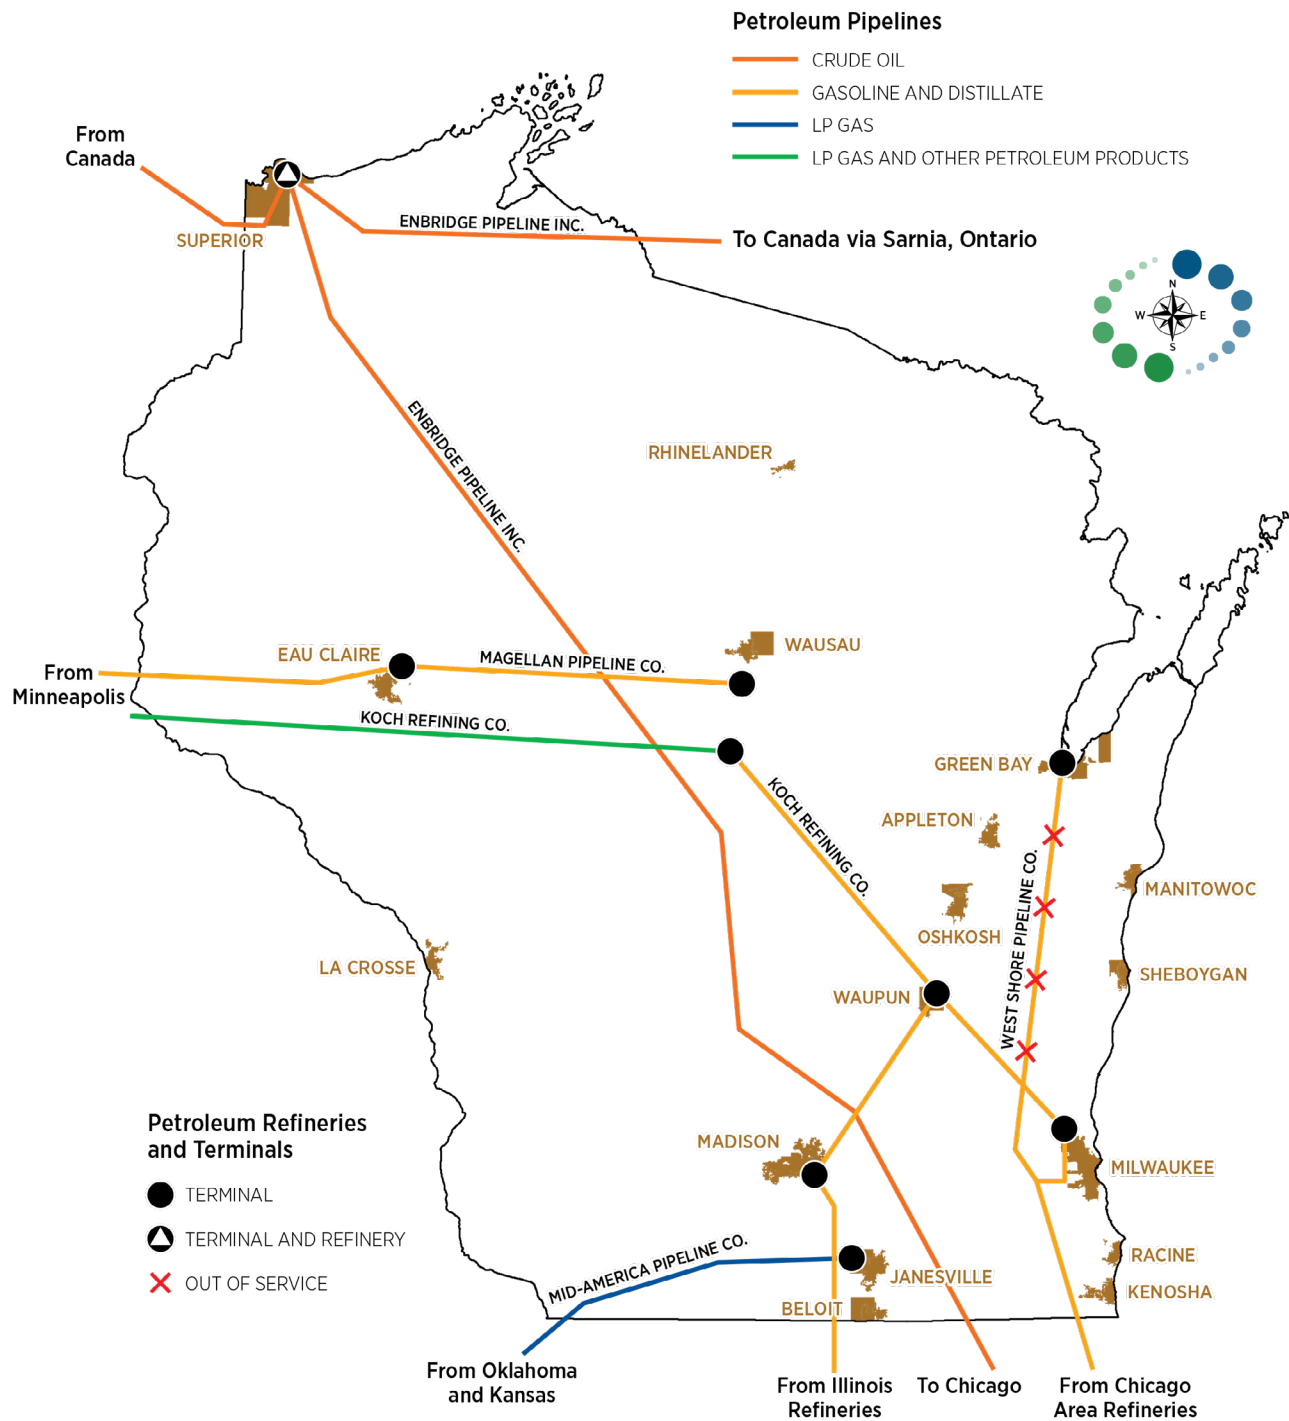 Petroleum Pipelines
CRUDE OIL
GASOLINE AND DISTILLATE
LP GAS
LP GAS AND OTHER PETROLEUM PRODUCTS
From
Canada
SUPERIOR
ENBRIDGE PIPELINE INC.
To Canada via Sarnia, Ontario
N
W
E
S
ENBRIDGE PIPELINE INC.
RHINELANDER
WAUSAU
EAU CLAIRE
MAGELLAN PIPELINE CO.
From
Minneapolis
KOCH REFINING CO.
GREEN BAY
KOCH REFINING CO.
APPLETON
WEST SHORE PIPELINE CO.
MANITOWOC
OSHKOSH
LA CROSSE
SHEBOYGAN
WAUPUN
Petroleum Refineries
and Terminals
TERMINAL
TERMINAL AND REFINERY
OUT OF SERVICE
MADISON
MILWAUKEE
MID-AMERICA PIPELINE CO.
RACINE
JANESVILLE
KENOSHA
BELOIT
From Oklahoma
and Kansas
From Illinois
Refineries
To Chicago
From Chicago
Area Refineries